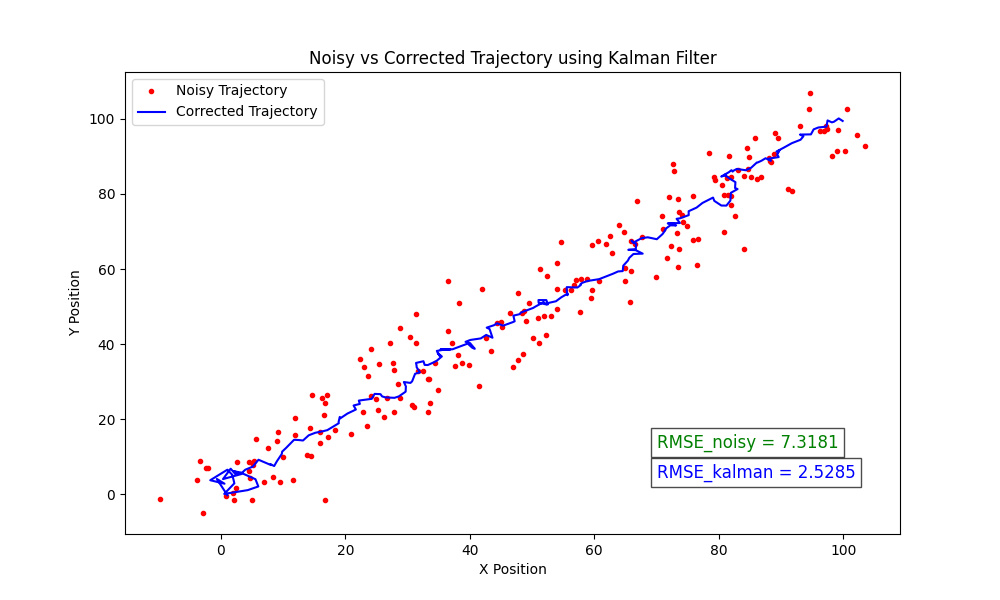 Noisy vs Corrected Trajectory using Kalman Filter
Noisy Trajectory
Corrected Trajectory
Y Position
100
80
60
40
20
0
RMSE_noisy = 7.3181
RMSE_kalman = 2.5285
0 20 40 60 80 100
X Position